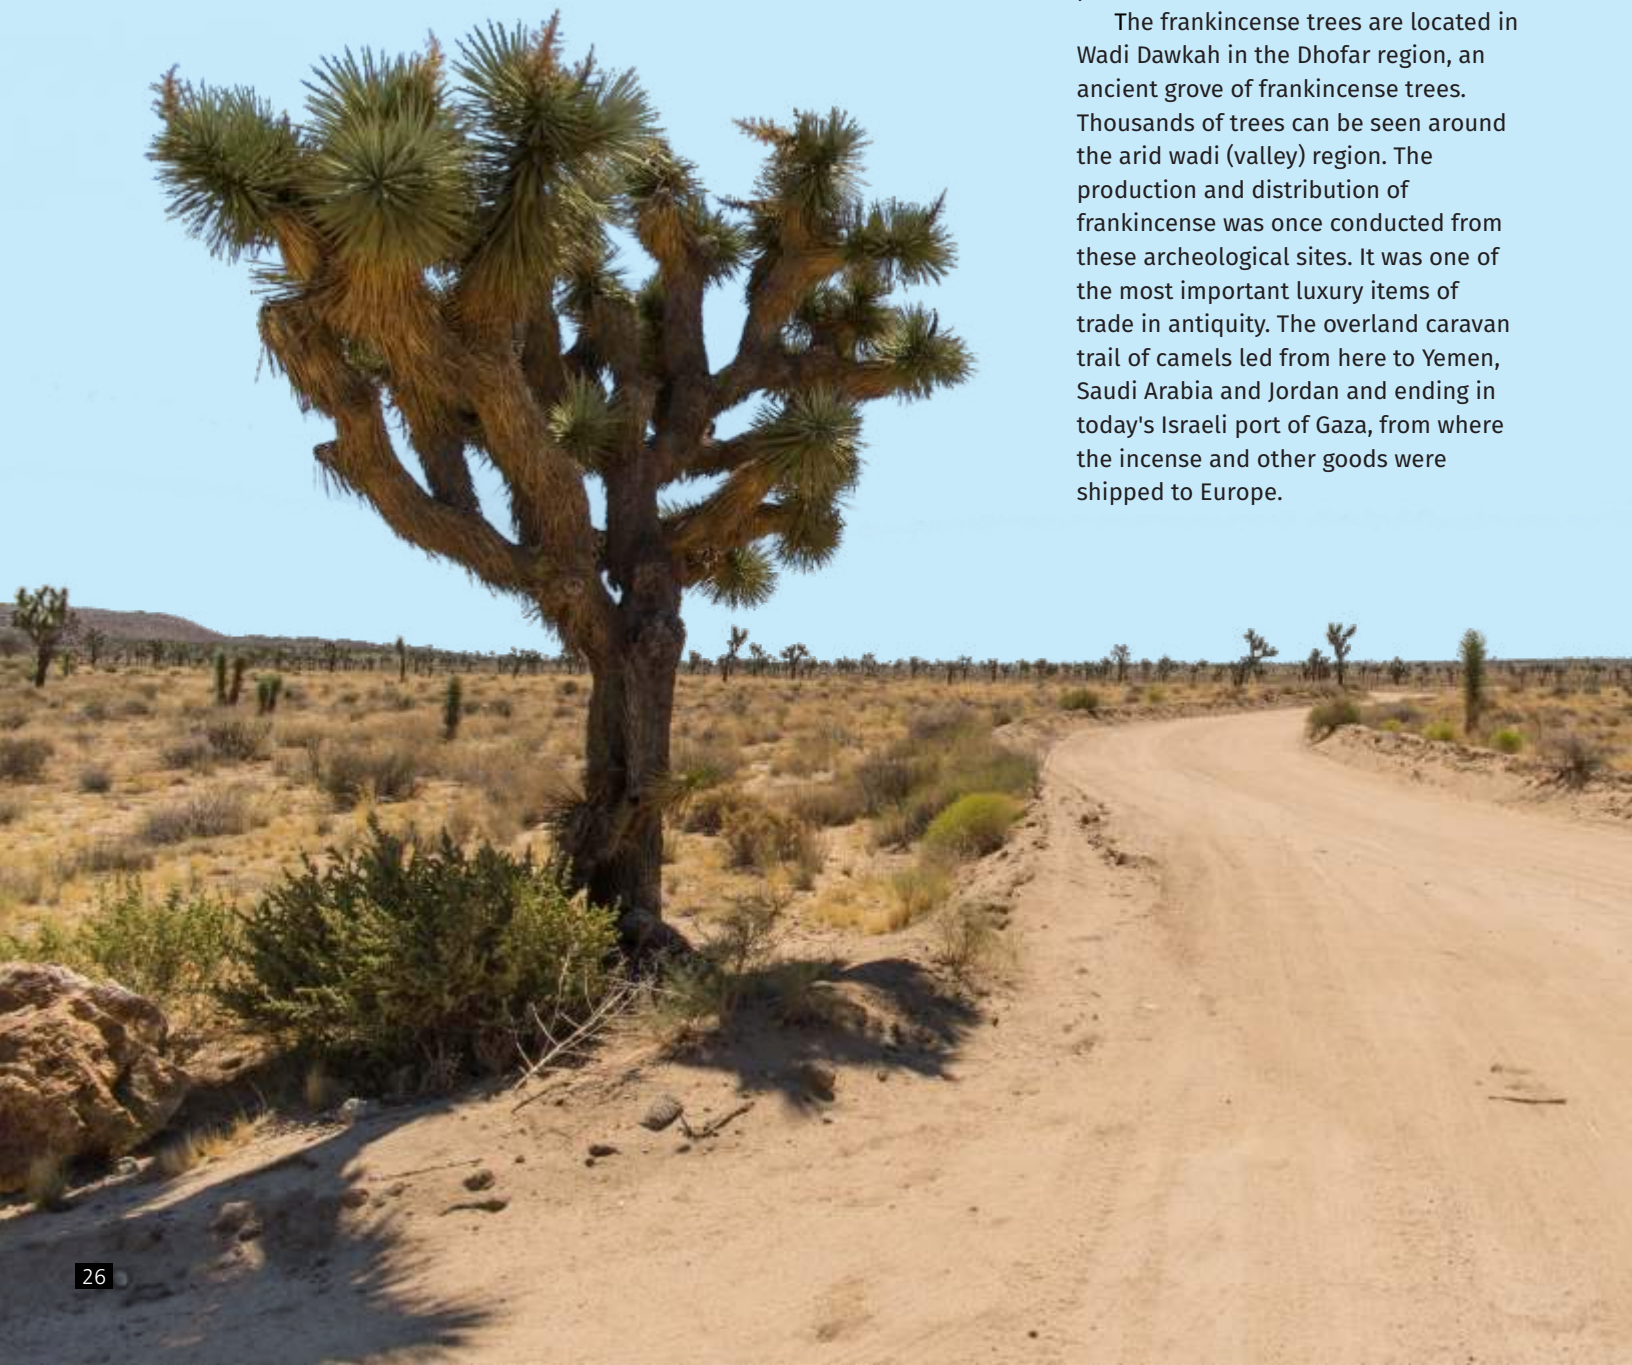 The frankincense trees are located in
Wadi Dawkah in the Dhofar region, an
ancient grove of frankincense trees.
Thousands of trees can be seen around
the arid wadi (valley) region. The
production and distribution of
frankincense was once conducted from
these archeological sites. It was one of
the most important luxury items of
trade in antiquity. The overland caravan
trail of camels led from here to Yemen,
Saudi Arabia and Jordan and ending in
today's Israeli port of Gaza, from where
the incense and other goods were
shipped to Europe.
26